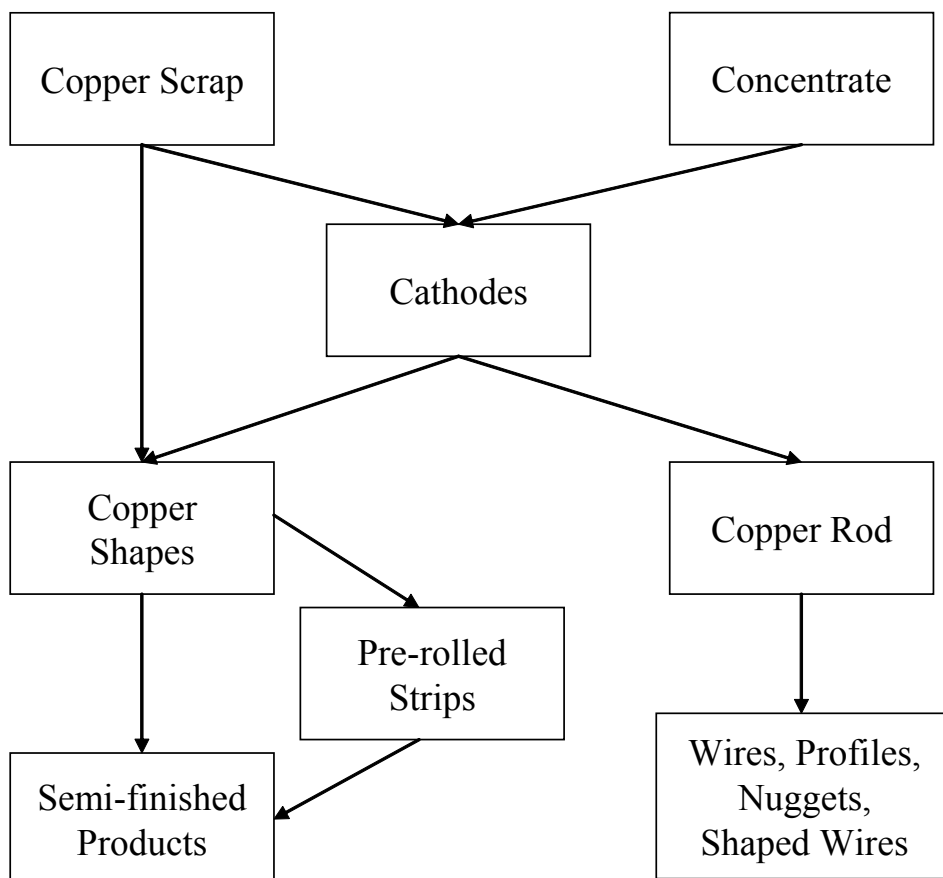 Copper Scrap
Concentrate
Cathodes
Copper
Shapes
Copper Rod
Pre-rolled
Strips
Semi-finished
Products
Wires, Profiles,
Nuggets,
Shaped Wires